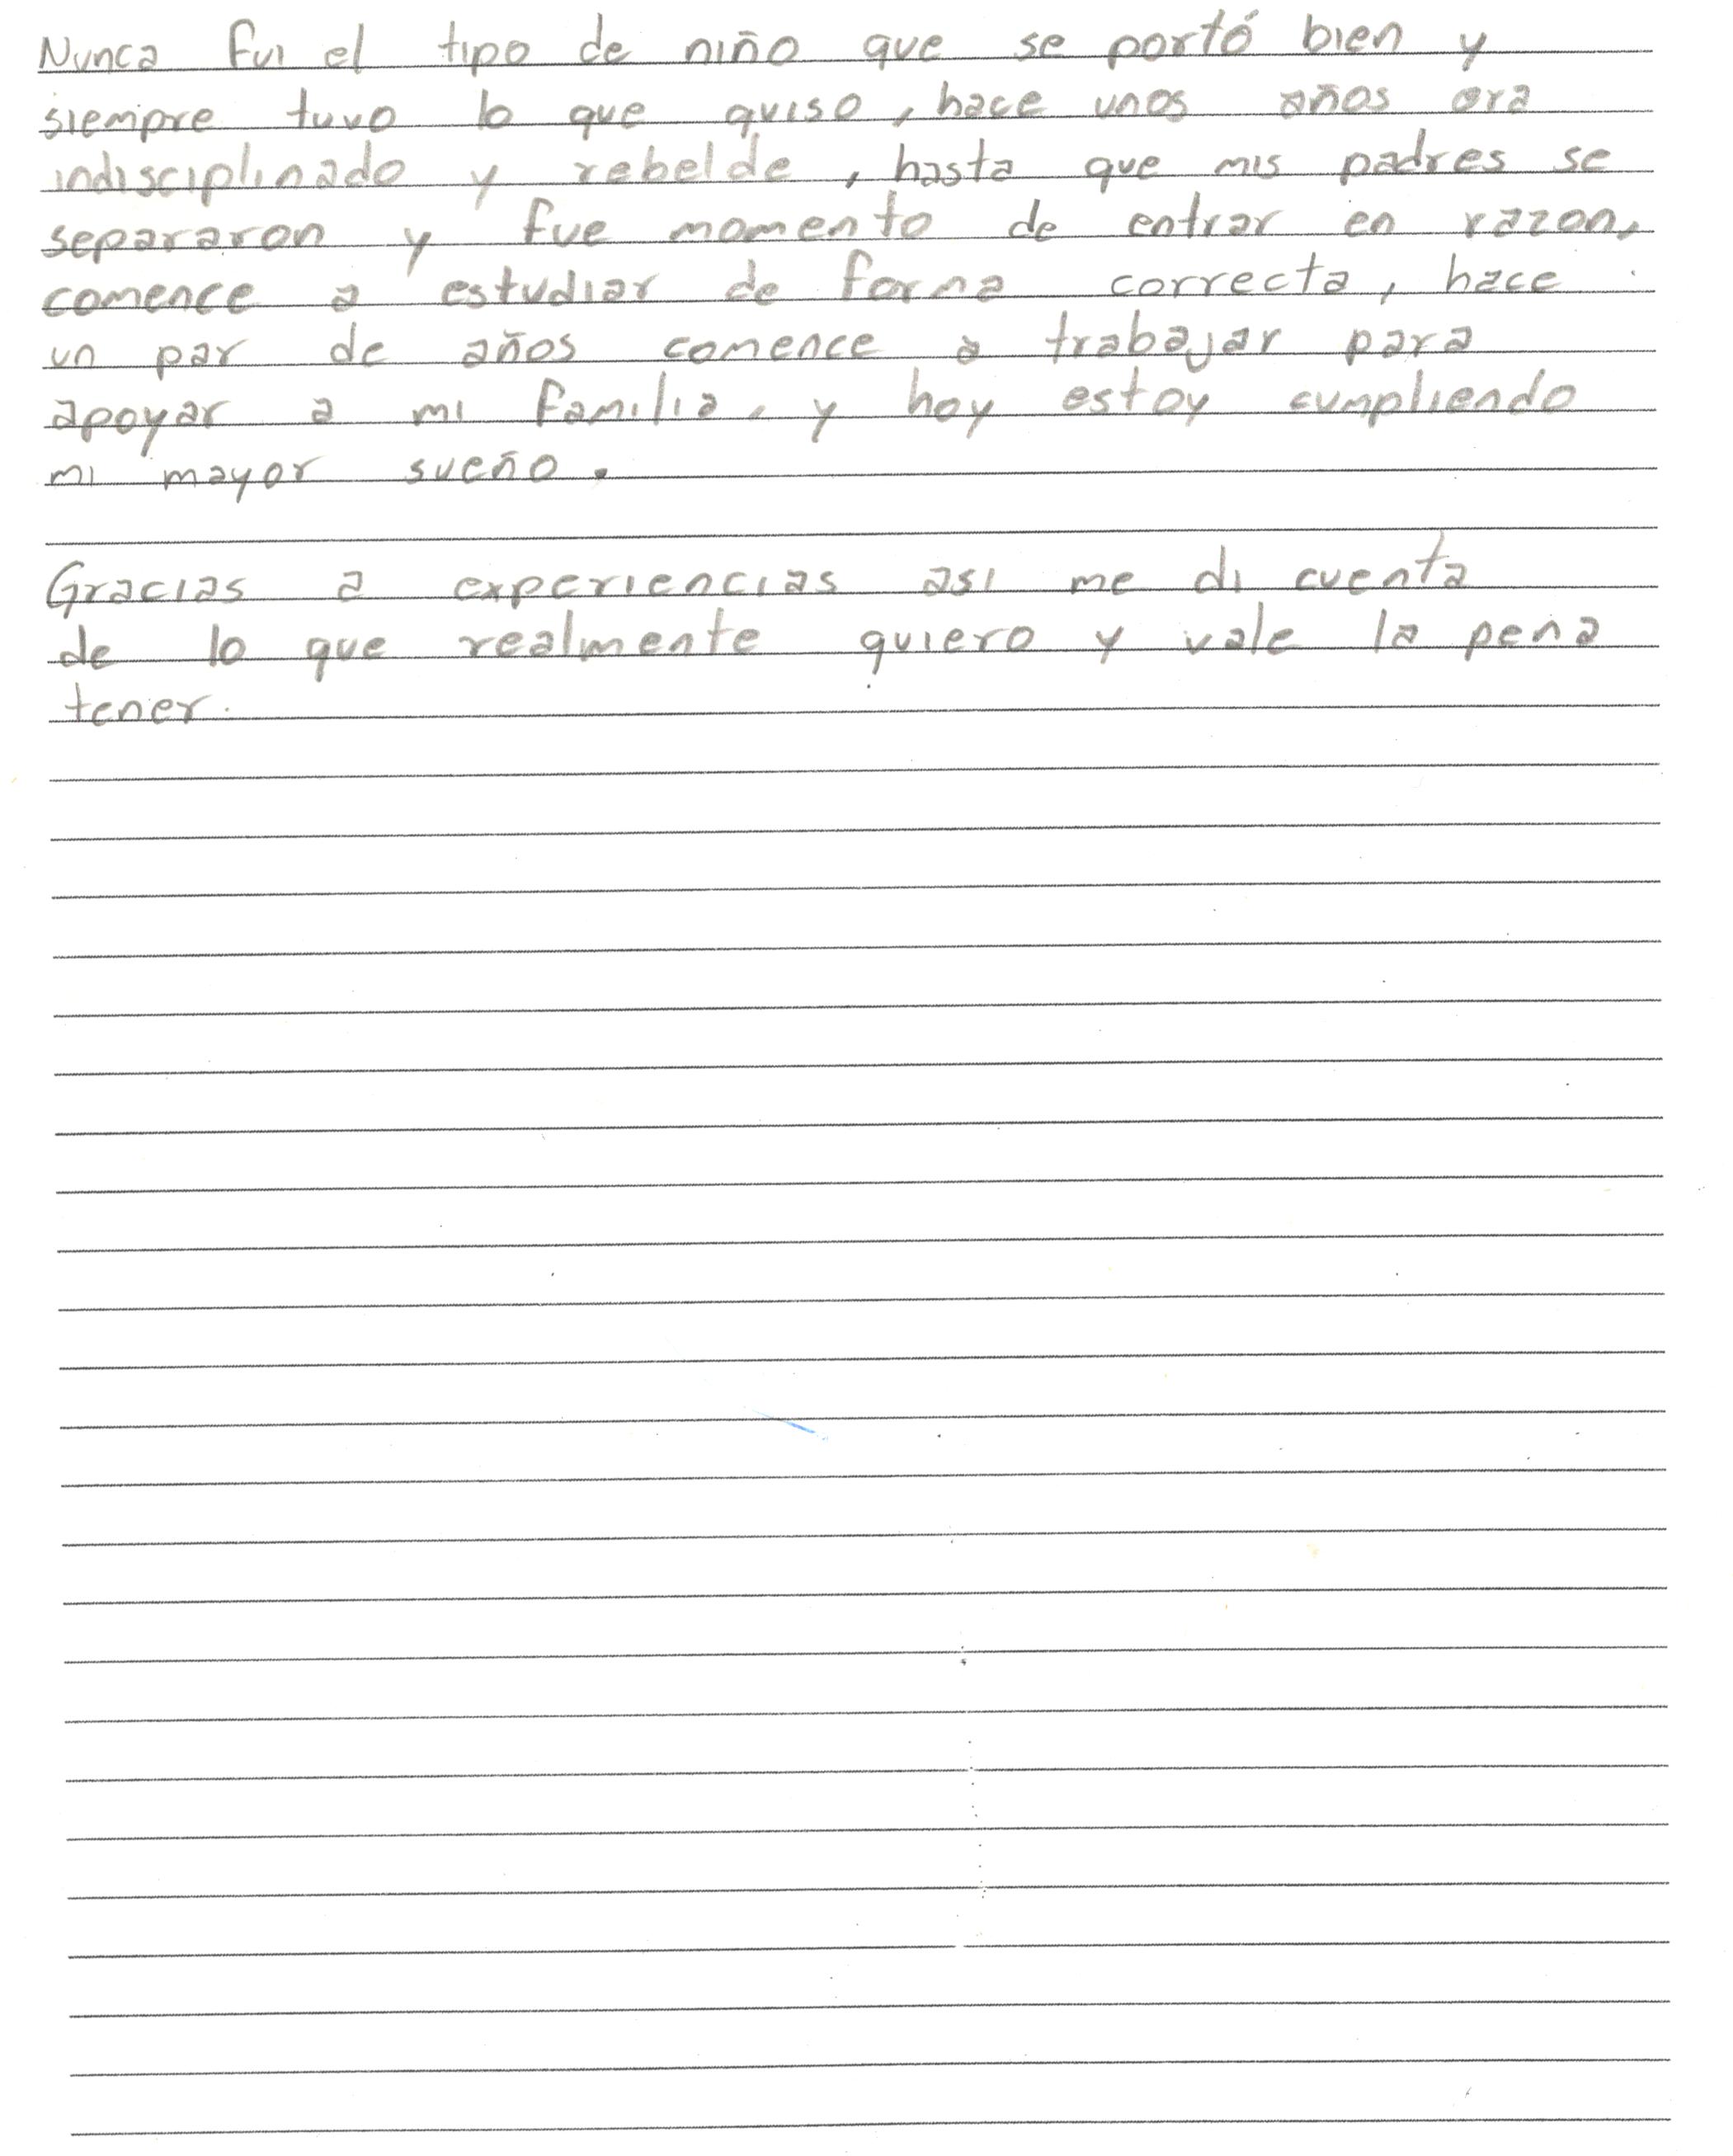 Nunca fui el tipo de niño que se portó bien y
siempre tuvo lo que quiso, hace unos años era
indisciplinado y rebelde, hasta que mis padres se
separaron y fue momento de entrar en razon,
comence a estudiar de forma correcta, hace
un par de años comence a trabajar para
apoyar a mi familia, y hoy estoy cumpliendo
mi mayor sueño.
Gracias a experiencias asi me di cuenta
de lo que realmente quiero y vale la pena
tener.